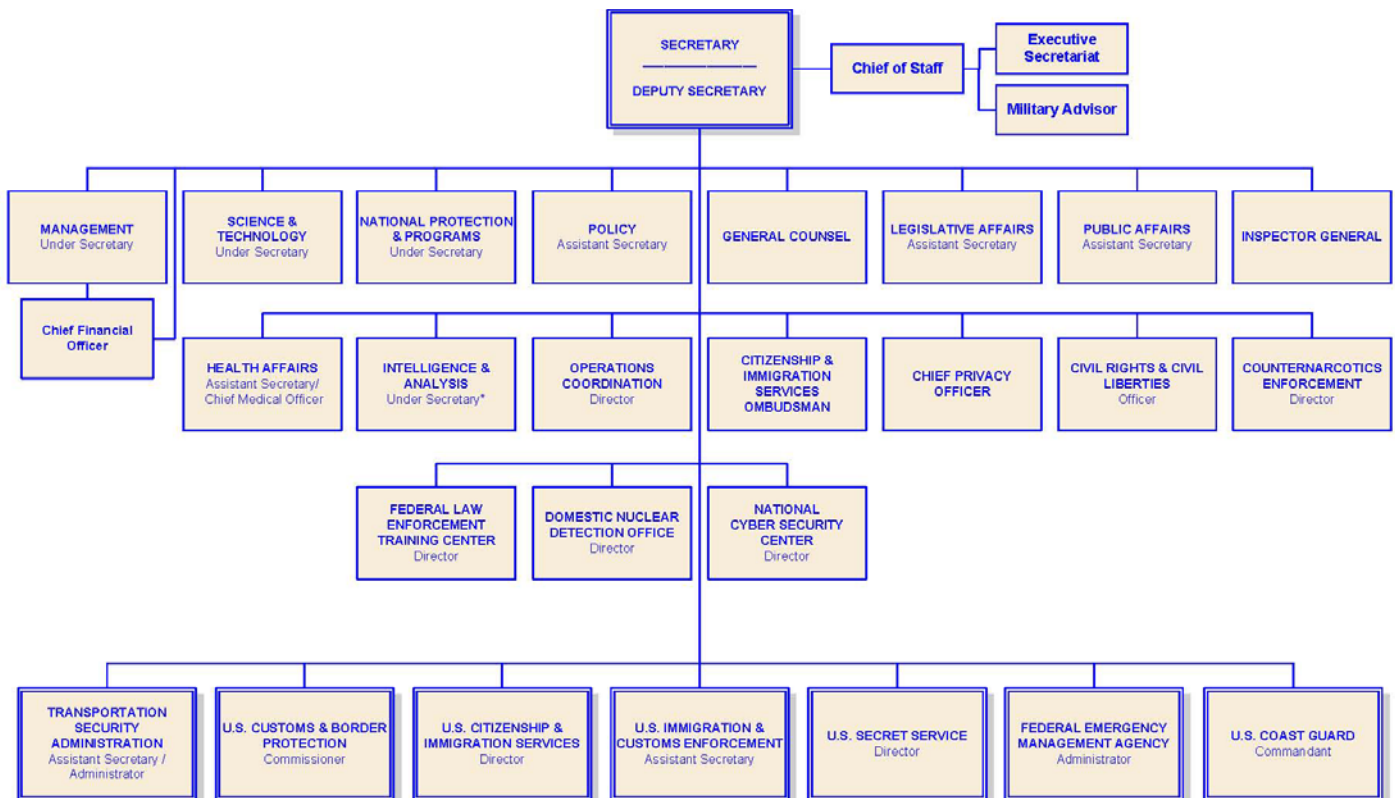 SECRETARY
DEPUTY SECRETARY
Chief of Staff
Executive
Secretariat
Military Advisor
MANAGEMENT
Under Secretary
SCIENCE &
TECHNOLOGY
Under Secretary
NATIONAL PROTECTION
& PROGRAMS
Under Secretary
POLICY
Assistant Secretary
GENERAL COUNSEL
LEGISLATIVE AFFAIRS
Assistant Secretary
PUBLIC AFFAIRS
Assistant Secretary
INSPECTOR GENERAL
Chief Financial
Officer
HEALTH AFFAIRS
Assistant Secretary/
Chief Medical Officer
INTELLIGENCE &
ANALYSIS
Under Secretary*
OPERATIONS
COORDINATION
Director
CITIZENSHIP &
IMMIGRATION
SERVICES
OMBUDSMAN
CHIEF PRIVACY
OFFICER
CIVIL RIGHTS & CIVIL
LIBERTIES
Officer
COUNTERNARCOTICS
ENFORCEMENT
Director
FEDERAL LAW
ENFORCEMENT
TRAINING CENTER
Director
DOMESTIC NUCLEAR
DETECTION OFFICE
Director
NATIONAL
CYBER SECURITY
CENTER
Director
TRANSPORTATION
SECURITY
ADMINISTRATION
Assistant Secretary /
Administrator
U.S. CUSTOMS & BORDER
PROTECTION
Commissioner
U.S. CITIZENSHIP &
IMMIGRATION SERVICES
Director
U.S. IMMIGRATION &
CUSTOMS ENFORCEMENT
Assistant Secretary
U.S. SECRET SERVICE
Director
FEDERAL EMERGENCY
MANAGEMENT AGENCY
Administrator
U.S. COAST GUARD
Commandant